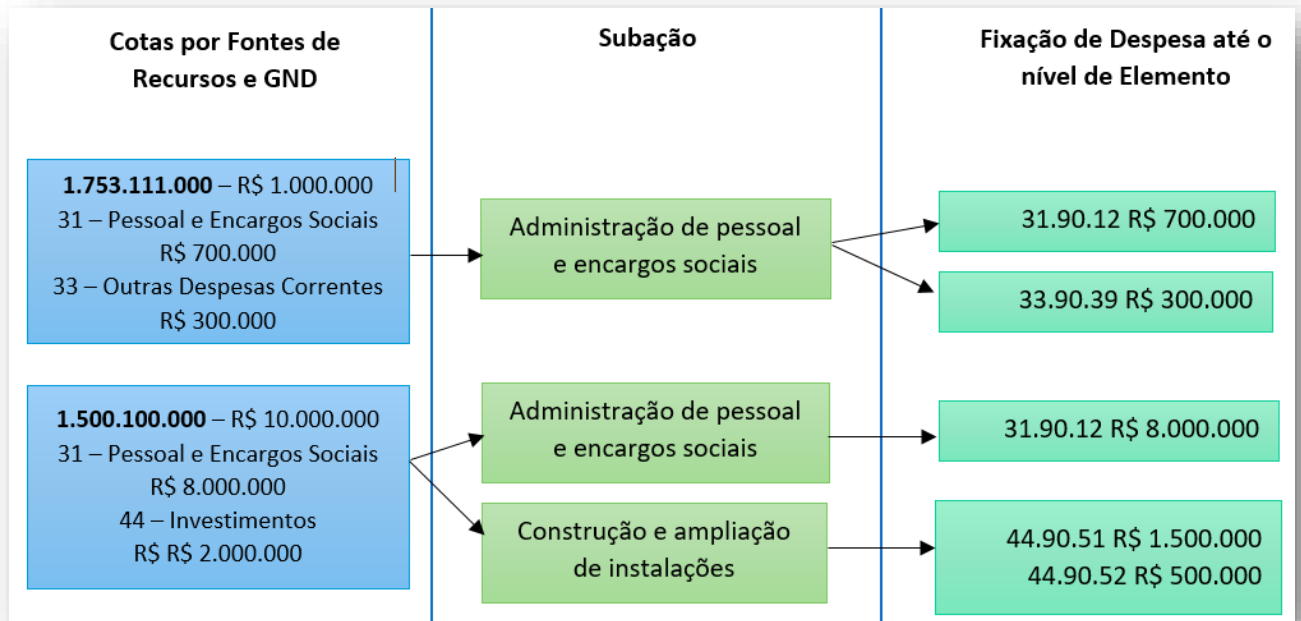 Cotas por Fontes de
Recursos e GND
Subação
Fixação de Despesa até o
nível de Elemento
1.753.111.000 – R$ 1.000.000
31 – Pessoal e Encargos Sociais
R$ 700.000
33 – Outras Despesas Correntes
R$ 300.000
Administração de pessoal
e encargos sociais
31.90.12 R$ 700.000
33.90.39 R$ 300.000
1.500.100.000 – R$ 10.000.000
31 – Pessoal e Encargos Sociais
R$ 8.000.000
44 – Investimentos
R$ R$ 2.000.000
Administração de pessoal
e encargos sociais
31.90.12 R$ 8.000.000
Construção e ampliação
de instalações
44.90.51 R$ 1.500.000
44.90.52 R$ 500.000